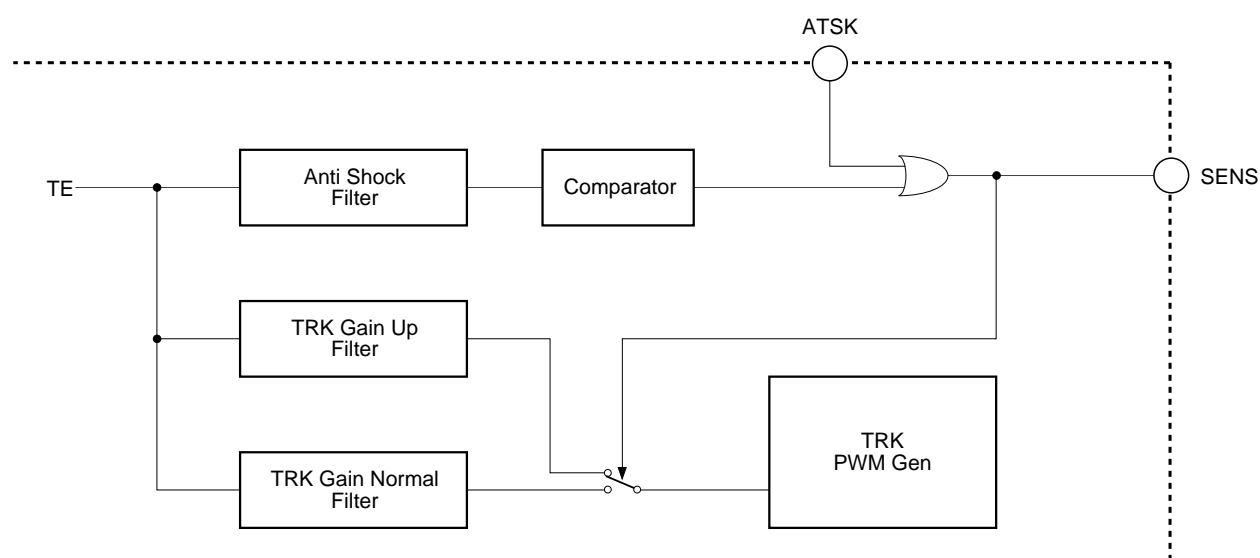 ATSK
TE
Anti Shock
Filter
Comparator
SENS
TRK Gain Up
Filter
TRK Gain Normal
Filter
TRK
PWM Gen